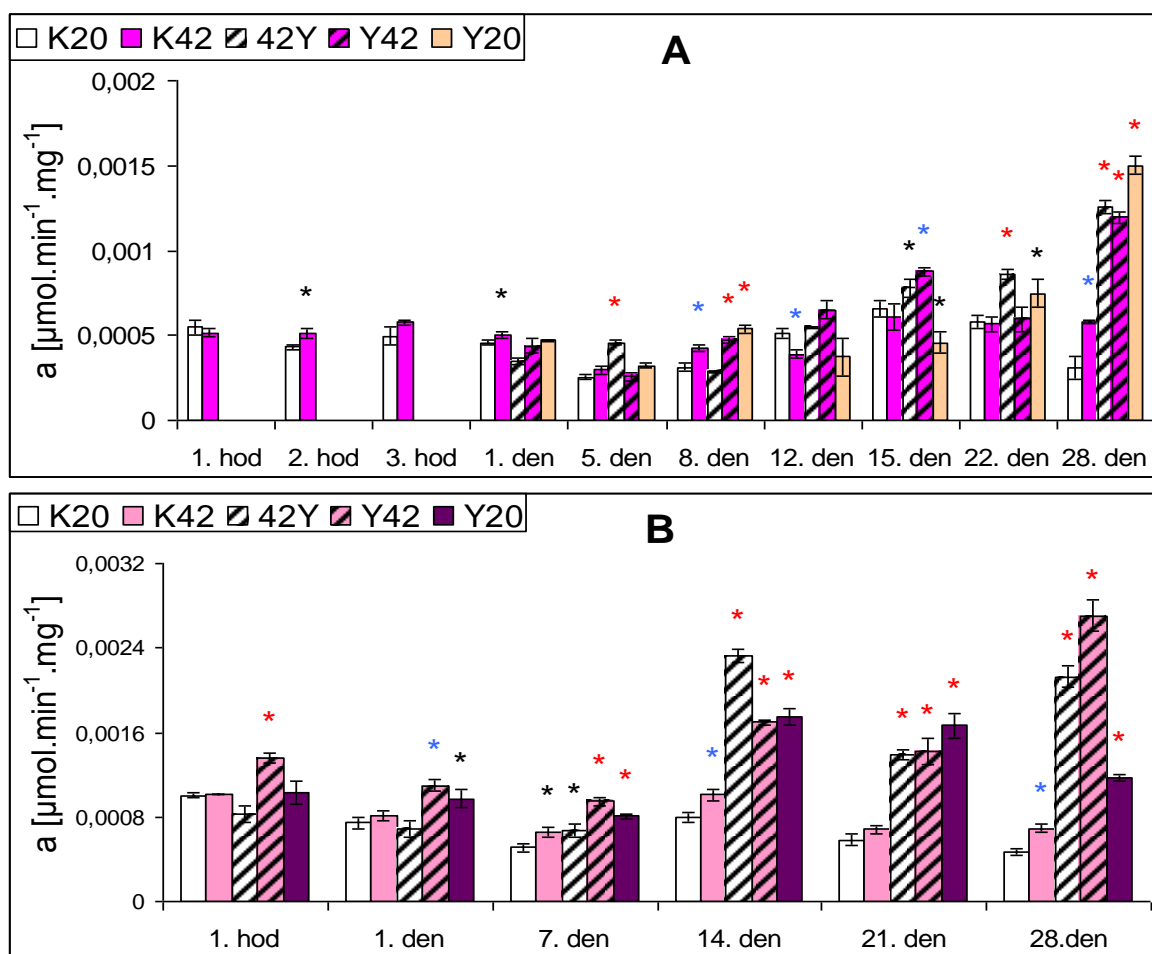 K20 K42 42Y Y42 Y20
A
0,002
0,0015
0,001
0,0005
0
a [µmol.min-1.mg-1]
* * * * * * * * * * * * * * * * * *
1. hod 2. hod 3. hod 1. den 5. den 8. den 12. den 15. den 22. den 28. den
K20 K42 42Y Y42 Y20
B
0,0032
0,0024
0,0016
0,0008
0
a [µmol.min-1.mg-1]
* * * * * * * * * * * * * * * * * *
1. hod 1. den 7. den 14. den 21. den 28.den